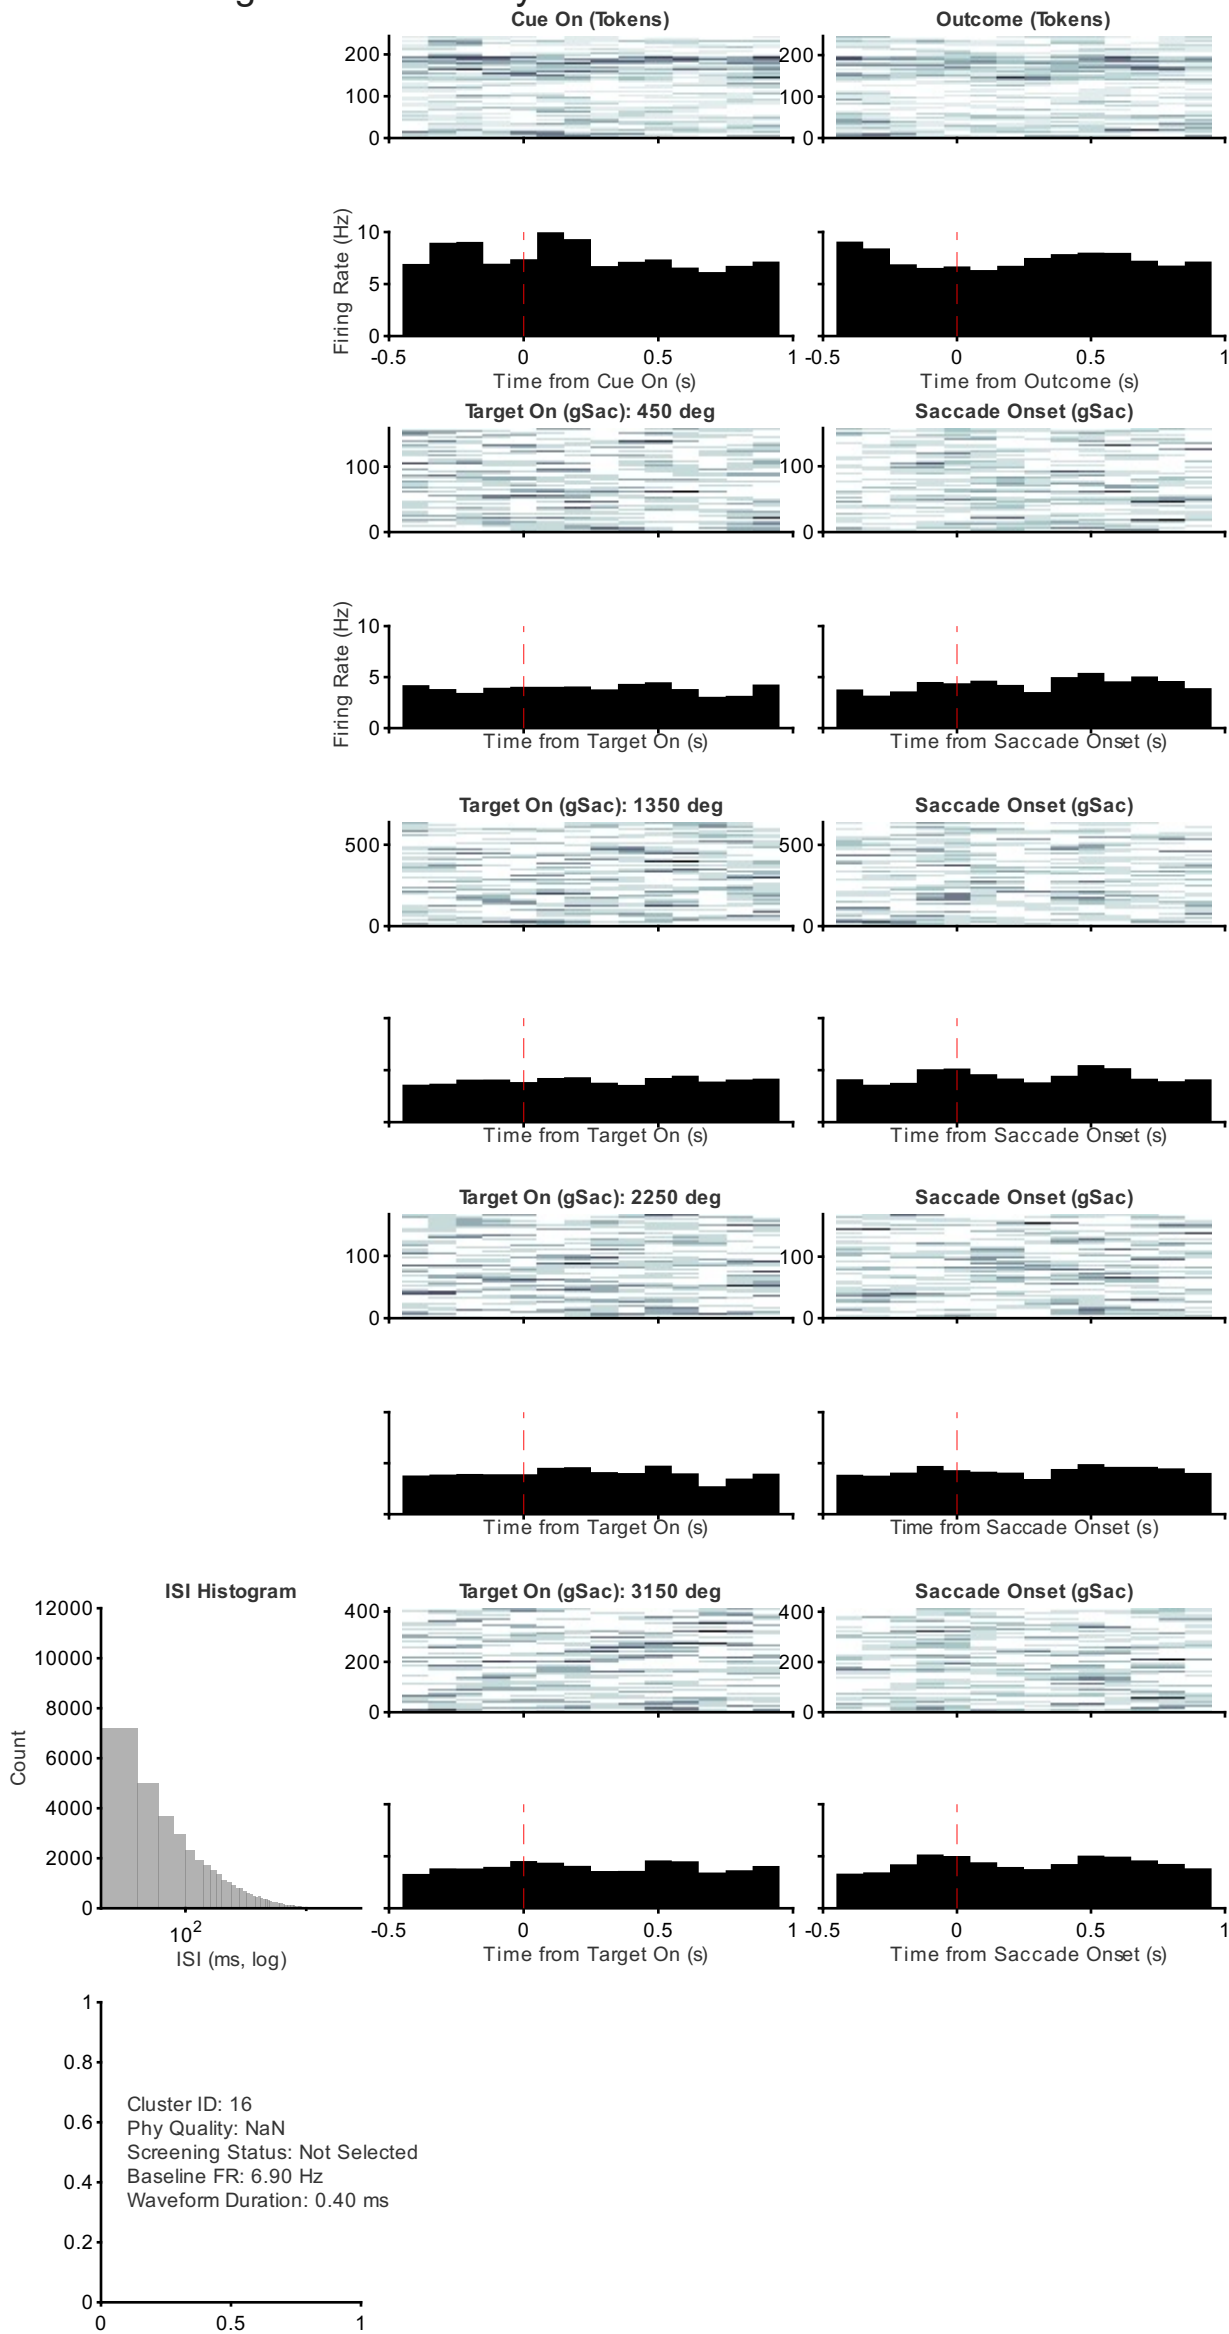 Cue On (Tokens)
Outcome (Tokens)
200
100
0
200
100
0
Firing Rate (Hz)
10
5
0
-0.5
0
0.5
1
-0.5
0
0.5
1
Time from Cue On (s)
Time from Outcome (s)
Target On (gSac): 450 deg
Saccade Onset (gSac)
100
0
100
0
Firing Rate (Hz)
10
5
0
Time from Target On (s)
Time from Saccade Onset (s)
Target On (gSac): 1350 deg
Saccade Onset (gSac)
500
0
500
0
Time from Target On (s)
Time from Saccade Onset (s)
Target On (gSac): 2250 deg
Saccade Onset (gSac)
100
0
100
0
Time from Target On (s)
Time from Saccade Onset (s)
ISI Histogram
12000
10000
8000
6000
4000
2000
0
Count
10²
ISI (ms, log)
Target On (gSac): 3150 deg
Saccade Onset (gSac)
400
200
0
400
200
0
-0.5
0
0.5
1
-0.5
0
0.5
1
Time from Target On (s)
Time from Saccade Onset (s)
1
0.8
0.6
0.4
0.2
0
0
0.5
1
Cluster ID: 16
Phy Quality: NaN
Screening Status: Not Selected
Baseline FR: 6.90 Hz
Waveform Duration: 0.40 ms